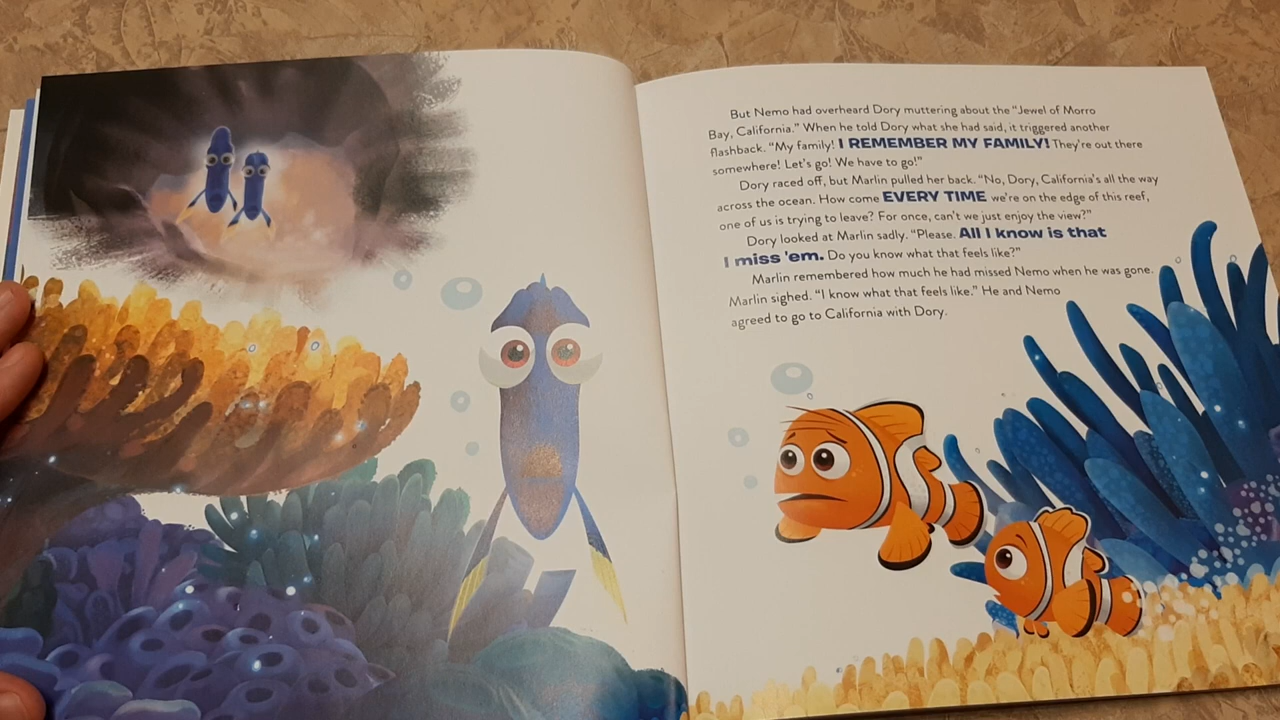 But Nemo had overheard Dory muttering about the "Jewel of Morro
Bay, California." When he told Dory what she had said, it triggered another
flashback. "My family! I REMEMBER MY FAMILY! They're out there
somewhere! Let's go! We have to go!"
Dory raced off, but Marlin pulled her back. "No, Dory, California's all the way
across the ocean. How come EVERY TIME we're on the edge of this reef,
one of us is trying to leave? For once, can't we just enjoy the view?"
Dory looked at Marlin sadly. "Please. All I know is that
I miss 'em. Do you know what that feels like?"
Marlin remembered how much he had missed Nemo when he was gone.
Marlin sighed. "I know what that feels like." He and Nemo
agreed to go to California with Dory.